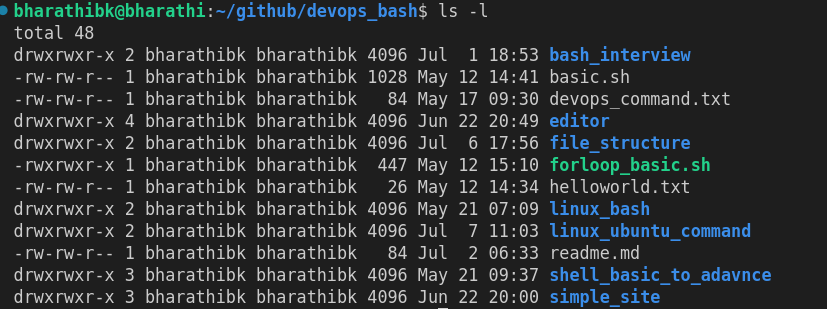 bharathibk@bharathi:~/github/devops_bash$ ls -l
total 48
drwxrwxr-x 2 bharathibk bharathibk 4096 Jul  1 18:53 bash_interview
-rw-rw-r-- 1 bharathibk bharathibk 1028 May 12 14:41 basic.sh
-rw-rw-r-- 1 bharathibk bharathibk   84 May 17 09:30 devops_command.txt
drwxrwxr-x 4 bharathibk bharathibk 4096 Jun 22 20:49 editor
drwxrwxr-x 2 bharathibk bharathibk 4096 Jul  6 17:56 file_structure
-rwxrwxr-x 1 bharathibk bharathibk  447 May 12 15:10 forloop_basic.sh
-rw-rw-r-- 1 bharathibk bharathibk   26 May 12 14:34 helloworld.txt
drwxrwxr-x 2 bharathibk bharathibk 4096 May 21 07:09 linux_bash
drwxrwxr-x 2 bharathibk bharathibk 4096 Jul  7 11:03 linux_ubuntu_command
-rw-rw-r-- 1 bharathibk bharathibk   84 Jul  2 06:33 readme.md
drwxrwxr-x 3 bharathibk bharathibk 4096 May 21 09:37 shell_basic_to_adavnce
drwxrwxr-x 3 bharathibk bharathibk 4096 Jun 22 20:00 simple_site